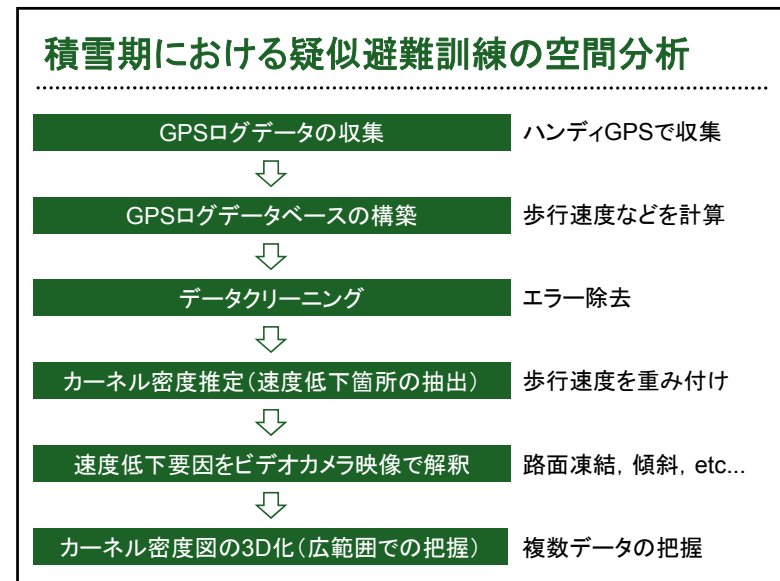 積雪期における疑似避難訓練の空間分析
GPSログデータの収集 ハンディGPSで収集
GPSログデータベースの構築 歩行速度などを計算
データクリーニング エラー除去
カーネル密度推定(速度低下箇所の抽出) 歩行速度を重み付け
速度低下要因をビデオカメラ映像で解釈 路面凍結，傾斜，etc...
カーネル密度図の3D化(広範囲での把握) 複数データの把握